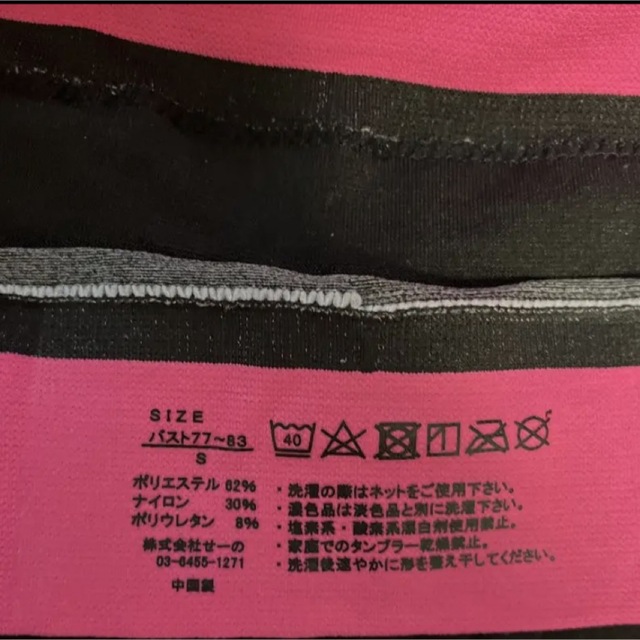 SIZE
バスト77～83
S
40
ポリエステル 62%
ナイロン 30%
ポリウレタン 8%
株式会社せーの
03-6455-1271
中国製
・洗濯の際はネットをご使用下さい。
・濃色品は淡色品と別に洗濯下さい。
・塩素系・酸素系漂白剤使用禁止。
・家庭でのタンブラー乾燥禁止。
・洗濯後速やかに形を整え干してください。